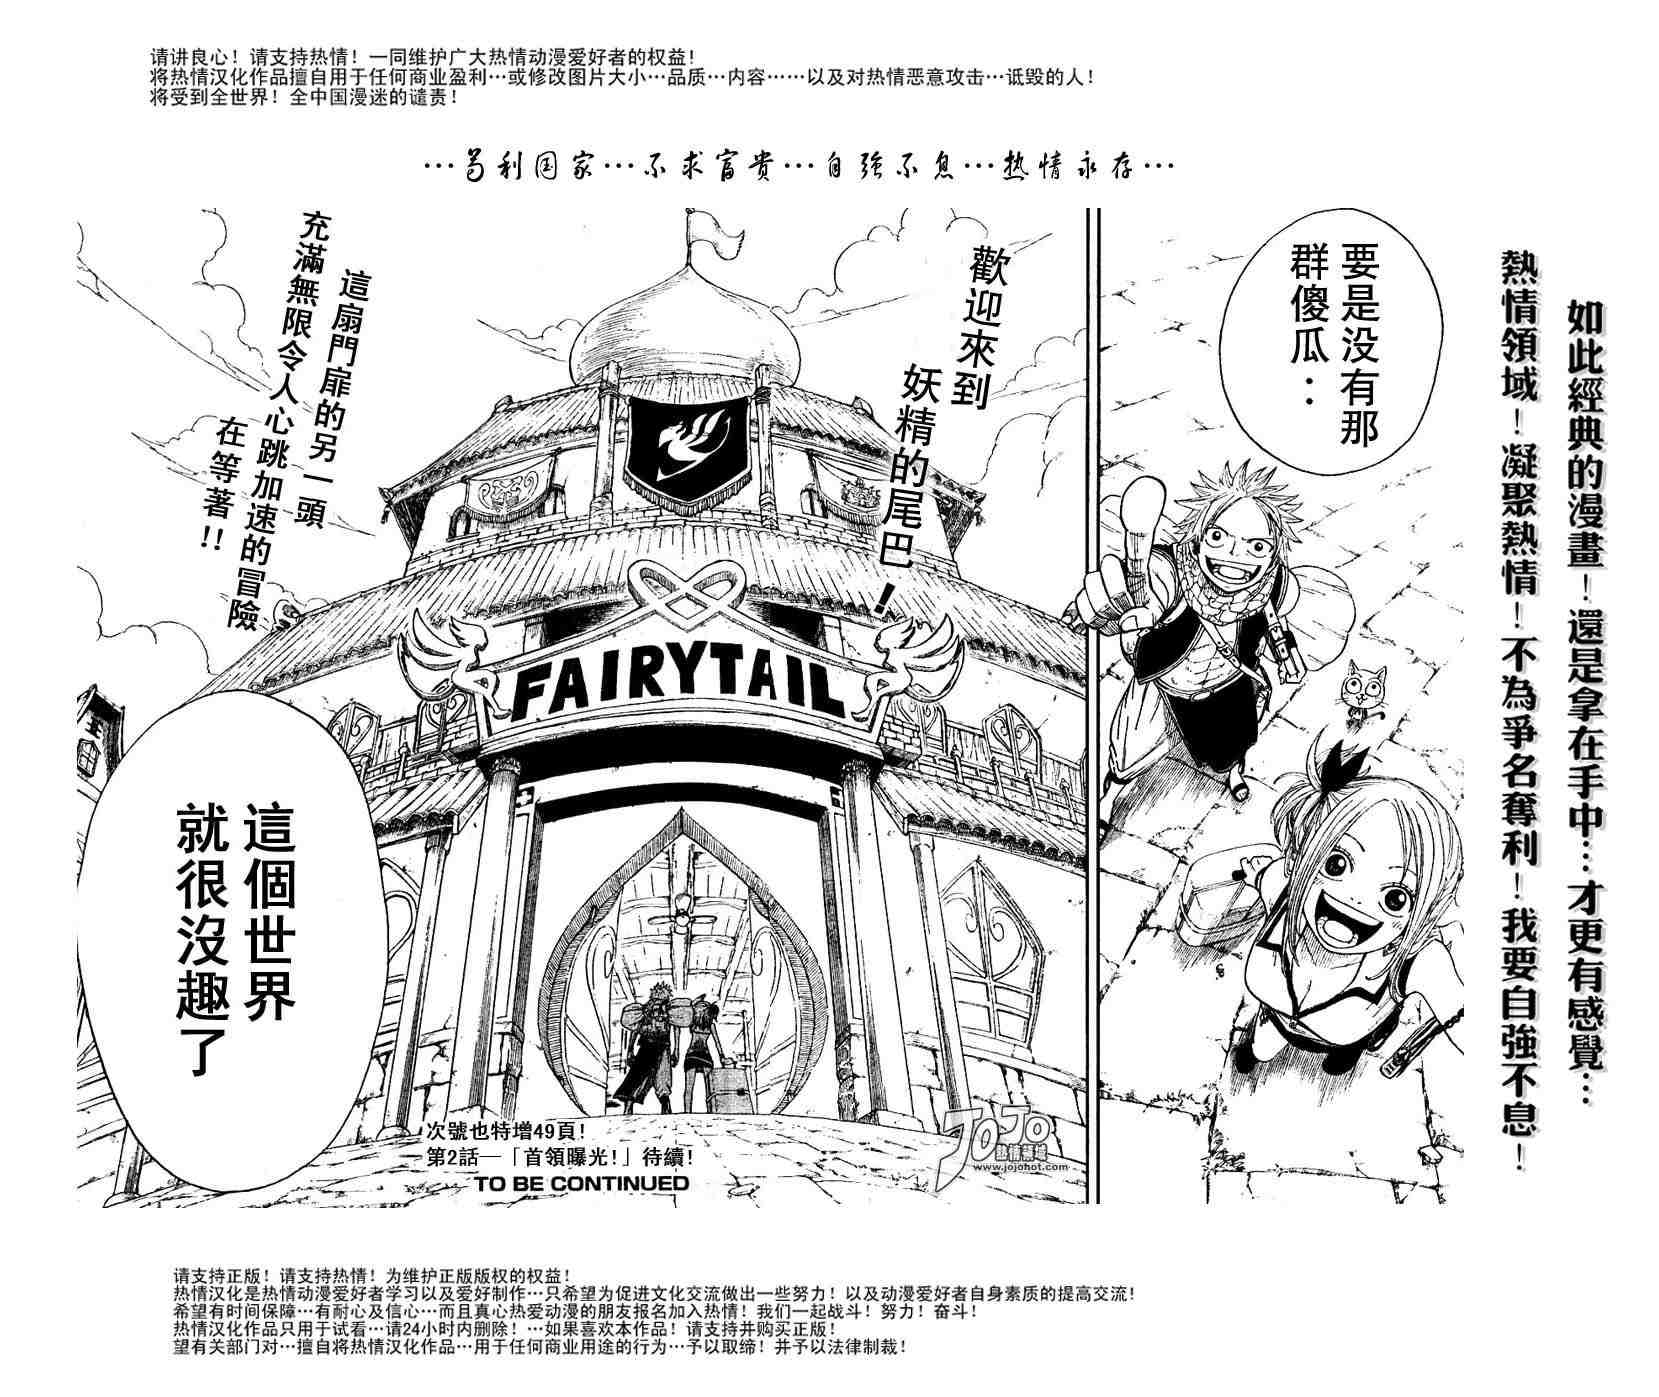 请讲良心！请支持热情！一同维护广大热情动漫爱好者的权益！
将热情汉化作品擅自用于任何商业盈利…或修改图片大小…品质…内容……以及对热情恶意攻击…诋毁的人！
将受到全世界！全中国漫迷的谴责！
…苟利国家…不求富贵…自強不息…热情永存…
如此經典的漫畫！還是拿在手中…才更有感覺…
熱情領域！凝聚熱情！不為爭名奪利！我要自強不息！
要是没有那
群傻瓜…
歡迎來到
妖精的尾巴！
這扇門扉的另一頭
充滿無限令人心跳加速的冒險
在等著!!
FAIRYTAIL
這個世界
就很沒趣了
次號也特增49頁！
第2話—「首領曝光!」待續！
TO BE CONTINUED
JOJO
熱情領域
www.jojohot.com
请支持正版！请支持热情！为维护正版版权的权益！
热情汉化是热情动漫爱好者学习以及爱好制作…只希望为促进文化交流做出一些努力！以及动漫爱好者自身素质的提高交流！
希望有时间保障…有耐心及信心…而且真心热爱动漫的朋友报名加入热情！我们一起战斗！努力！奋斗！
热情汉化作品只用于试看…请24小时内删除！…如果喜欢本作品！请支持并购买正版！
望有关部门对…擅自将热情汉化作品…用于任何商业用途的行为…予以取缔！并予以法律制裁！